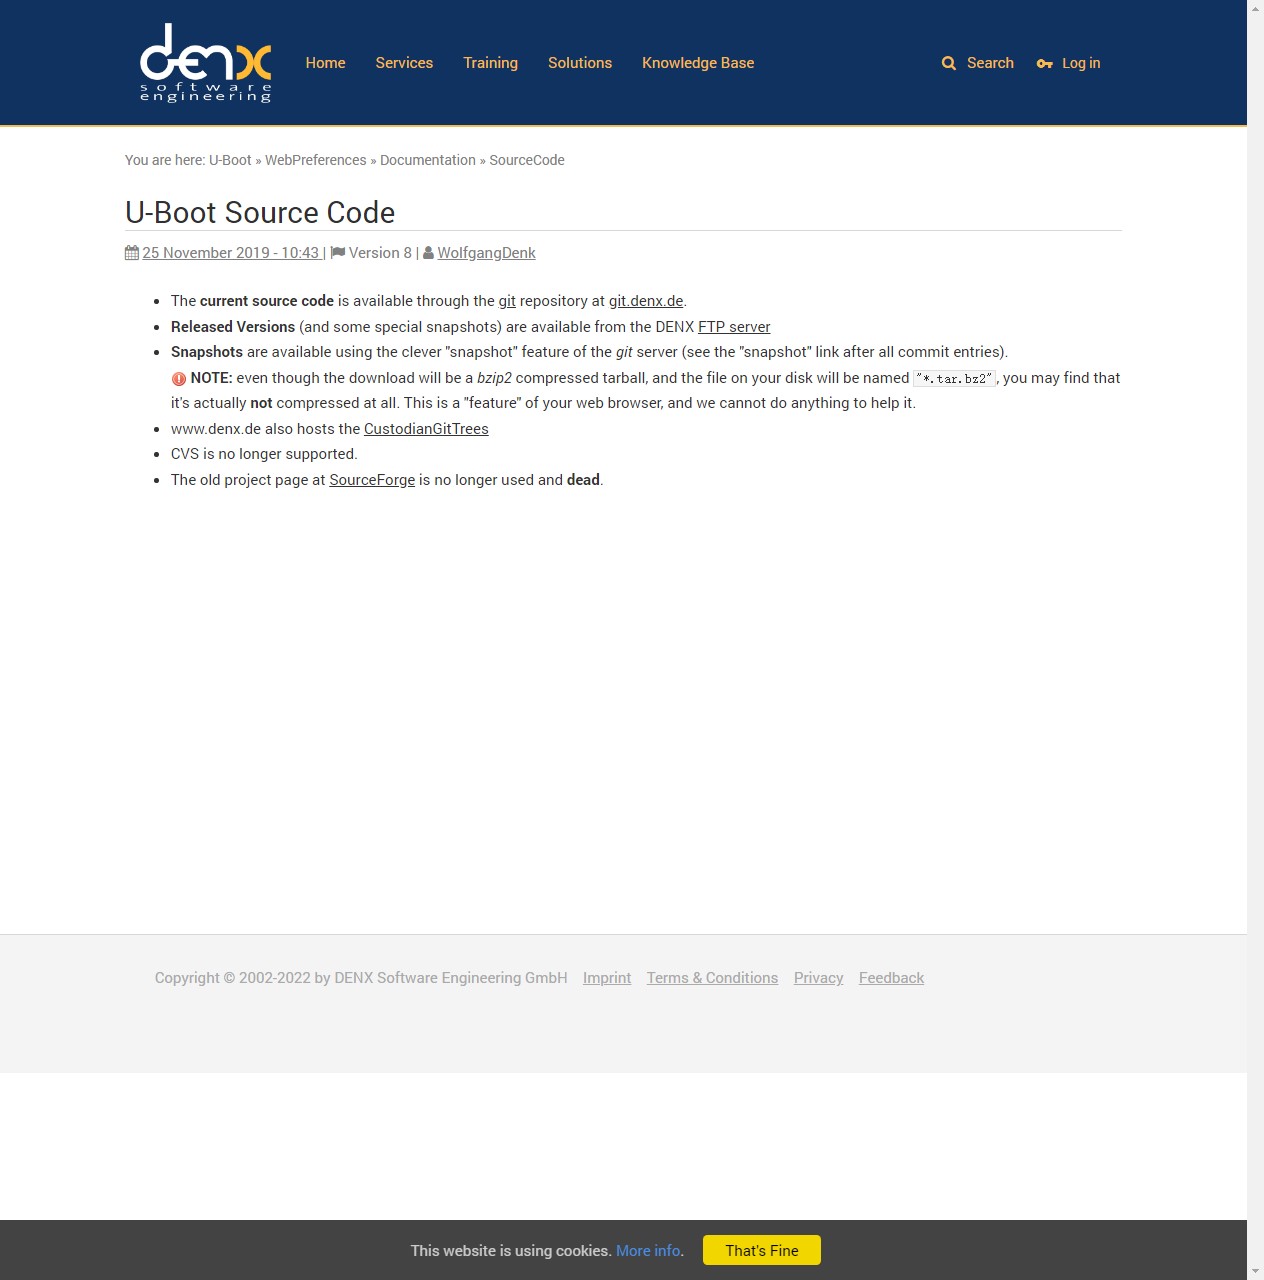 denx
software
engineering
Home Services Training Solutions Knowledge Base Search Log in
You are here: U-Boot » WebPreferences » Documentation » SourceCode
U-Boot Source Code
25 November 2019 - 10:43 | Version 8 | WolfgangDenk
• The current source code is available through the git repository at git.denx.de.
• Released Versions (and some special snapshots) are available from the DENX FTP server
• Snapshots are available using the clever "snapshot" feature of the git server (see the "snapshot" link after all commit entries).
NOTE: even though the download will be a bzip2 compressed tarball, and the file on your disk will be named "*.tar.bz2", you may find that
it's actually not compressed at all. This is a "feature" of your web browser, and we cannot do anything to help it.
• www.denx.de also hosts the CustodianGitTrees
• CVS is no longer supported.
• The old project page at SourceForge is no longer used and dead.
Copyright © 2002-2022 by DENX Software Engineering GmbH Imprint Terms & Conditions Privacy Feedback
This website is using cookies. More info. That's Fine